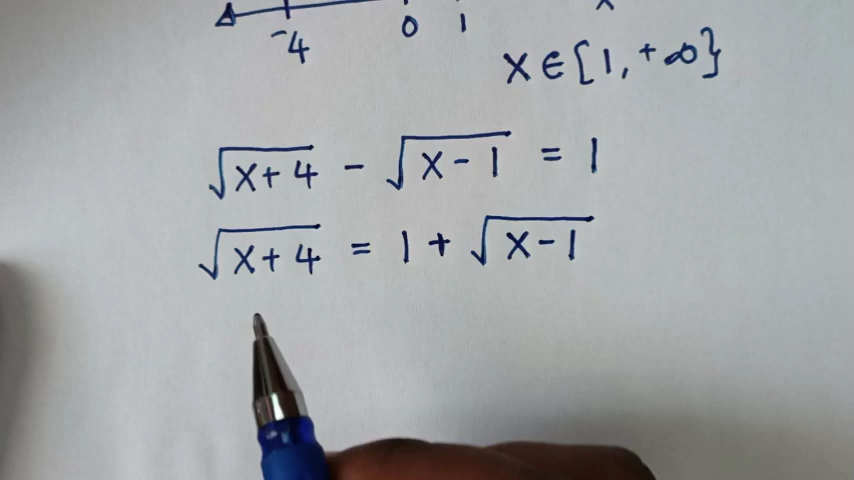 -4 0 1 x
x ∈ {1, +∞}
√(x+4) - √(x-1) = 1
√(x+4) = 1 + √(x-1)